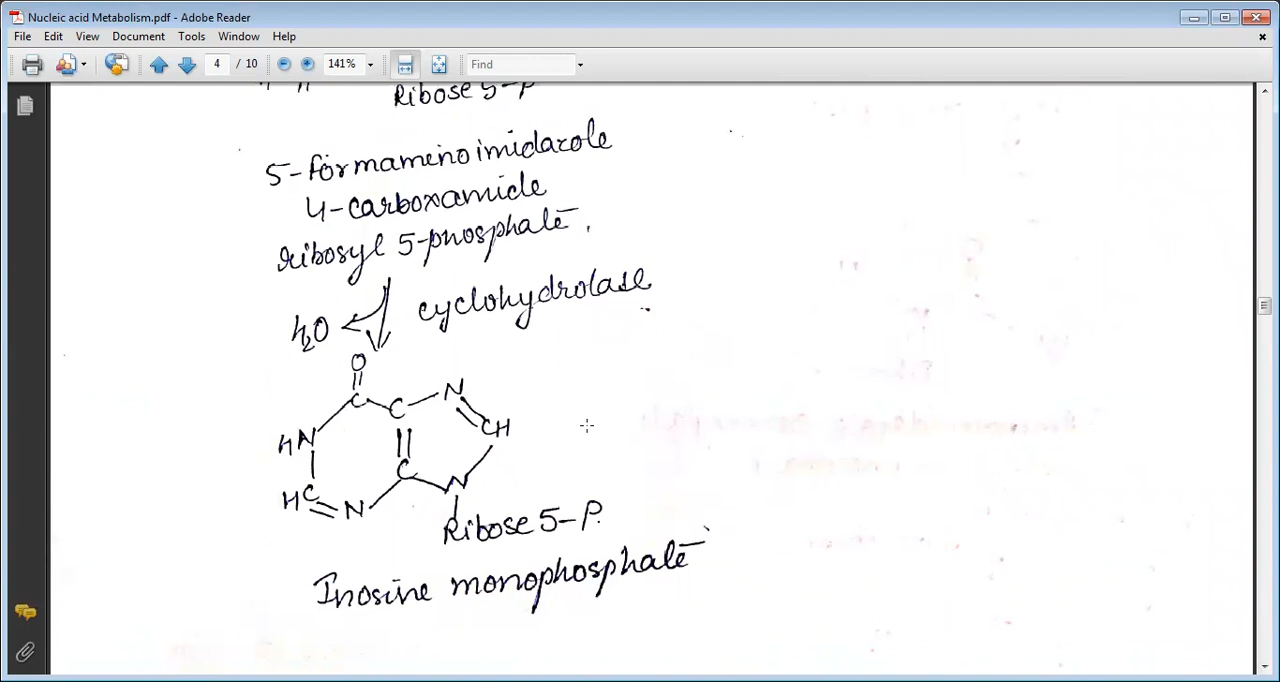 Nucleic acid Metabolism.pdf - Adobe Reader
File Edit View Document Tools Window Help
4 / 10 141% Find
Ribose 5-P
5-formamino imidazole
4-carboxamide
ribosyl 5-phosphate
H2O cyclohydrolase
O
C C N
HN CH
C
HC N N
Ribose 5-P.
Inosine monophosphate